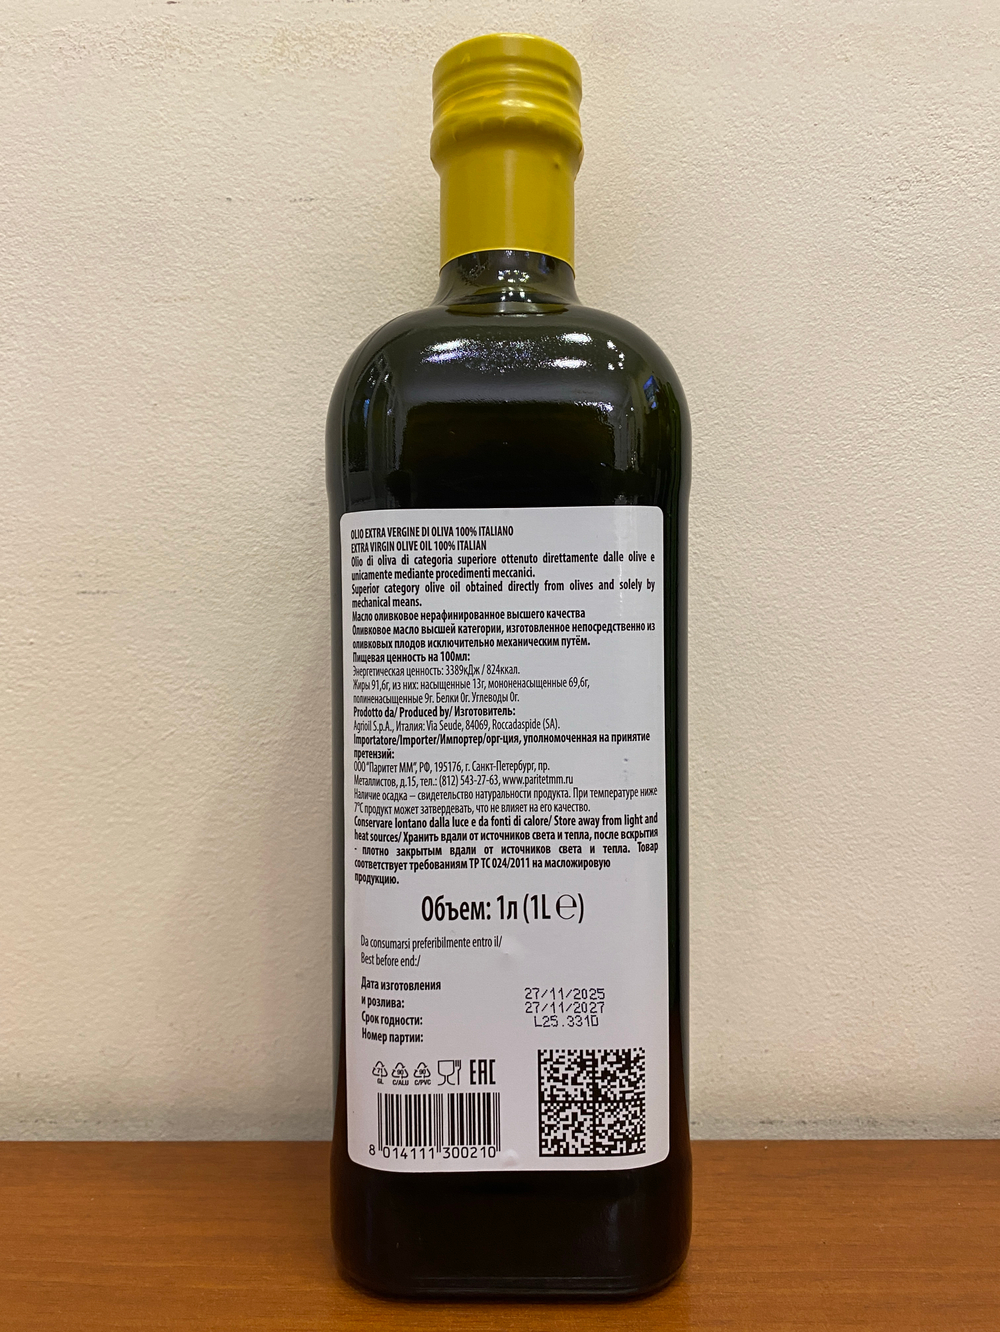 OLIO EXTRA VERGINE DI OLIVA 100% ITALIANO
EXTRA VIRGIN OLIVE OIL 100% ITALIAN
Olio di oliva di categoria superiore ottenuto direttamente dalle olive e
unicamente mediante procedimenti meccanici.
Superior category olive oil obtained directly from olives and solely by
mechanical means.
Масло оливковое нерафинированное высшего качества
Оливковое масло высшей категории, изготовленное непосредственно из
оливковых плодов исключительно механическим путём.
Пищевая ценность на 100мл:
Энергетическая ценность: 3389кДж / 824ккал.
Жиры 91,6г, из них: насыщенные 13г, мононенасыщенные 69,6г,
полиненасыщенные 9г. Белки 0г. Углеводы 0г.
Prodotto da/ Produced by/ Изготовитель:
Agrioil S.p.A., Италия: Via Seude, 84069, Roccadaspide (SA).
Importatore/Importer/Импортер/орг-ция, уполномоченная на принятие
претензий:
ООО "Паритет ММ", РФ, 195176, г. Санкт-Петербург, пр.
Металлистов, д.15, тел.: (812) 543-27-63, www.paritetmm.ru
Наличие осадка – свидетельство натуральности продукта. При температуре ниже
7°С продукт может затвердевать, что не влияет на его качество.
Conservare lontano dalla luce e da fonti di calore/ Store away from light and
heat sources/ Хранить вдали от источников света и тепла, после вскрытия
- плотно закрытым вдали от источников света и тепла. Товар
соответствует требованиям ТР ТС 024/2011 на масложировую
продукцию.
Объем: 1л (1L ℮)
Da consumarsi preferibilmente entro il/
Best before end:/
Дата изготовления
и розлива:
Срок годности:
Номер партии:
27/11/2025
27/11/2027
L25.331D
71
GL
90
C/ALU
90
C/PVC
EAC
8 014111 300210